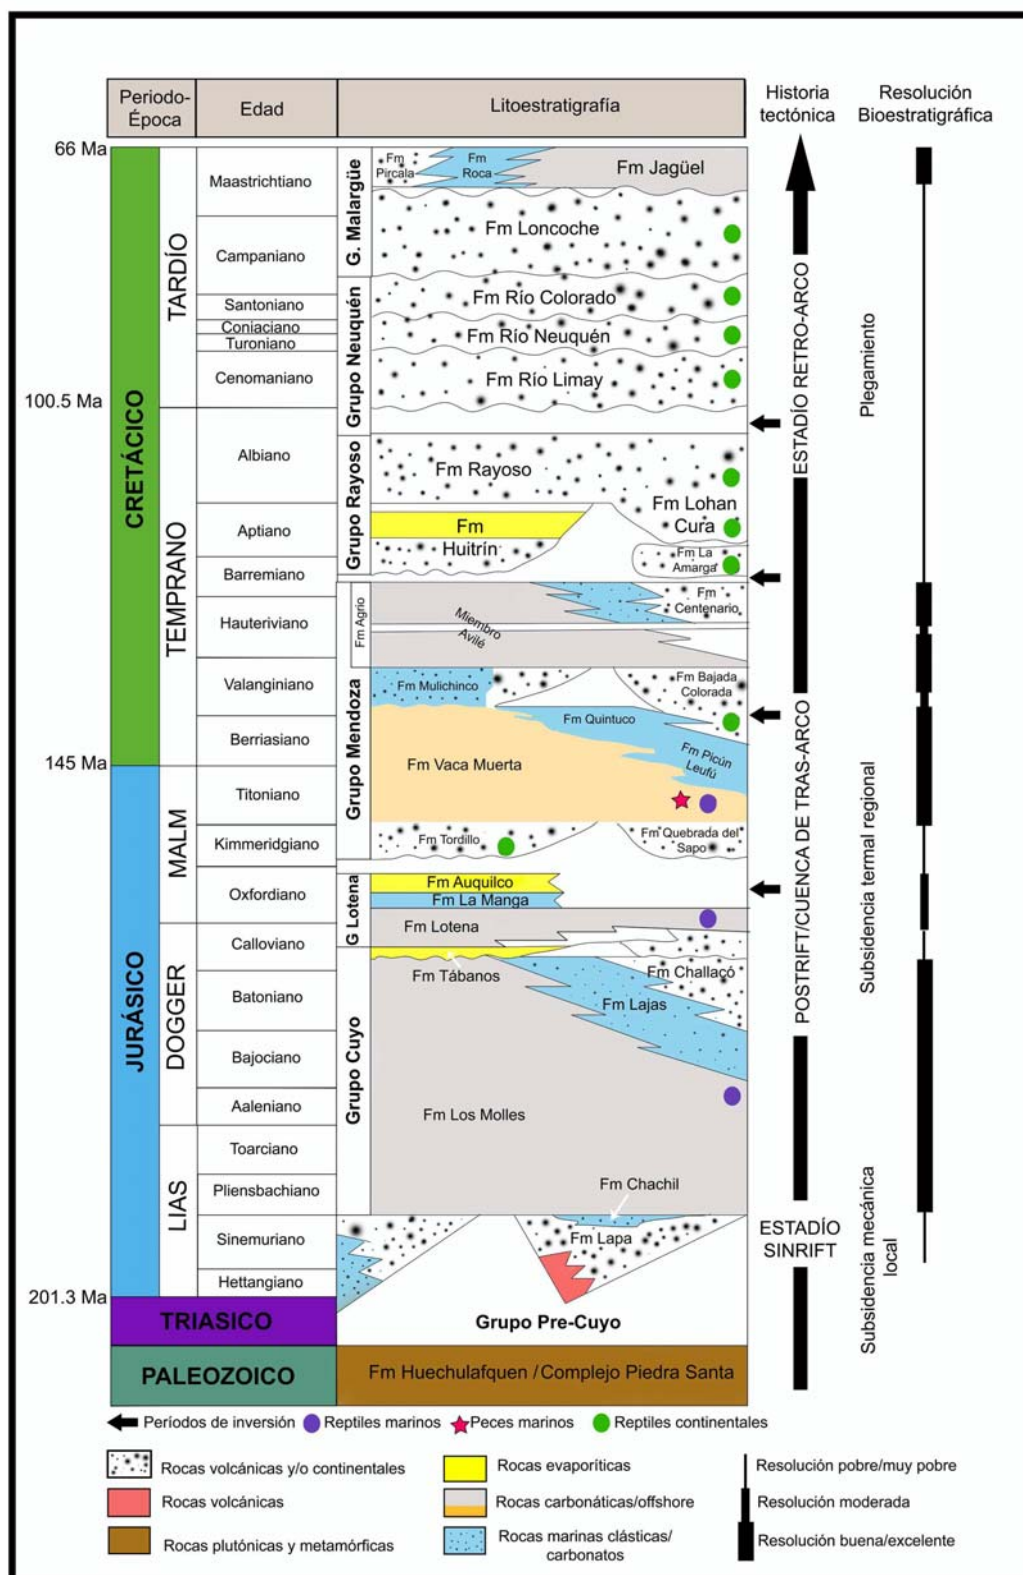 Periodo-
Época
Edad
Litoestratigrafía
Historia
tectónica
Resolución
Bioestratigráfica
66 Ma
100.5 Ma
145 Ma
201.3 Ma
CRETÁCICO
JURÁSICO
TRIASICO
PALEOZOICO
TARDÍO
TEMPRANO
MALM
DOGGER
LIAS
Maastrichtiano
Campaniano
Santoniano
Coniaciano
Turoniano
Cenomaniano
Albiano
Aptiano
Barremiano
Hauteriviano
Valanginiano
Berriasiano
Titoniano
Kimmeridgiano
Oxfordiano
Calloviano
Batoniano
Bajociano
Aaleniano
Toarciano
Pliensbachiano
Sinemuriano
Hettangiano
G. Malargüe
Grupo Neuquén
Grupo Rayoso
Fm Agrio
Grupo Mendoza
G Lotena
Grupo Cuyo
Fm
Pircala
Fm
Roca
Fm Jagüel
Fm Loncoche
Fm Río Colorado
Fm Río Neuquén
Fm Río Limay
Fm Rayoso
Fm Lohan
Cura
Fm
Huitrín
Fm La
Amarga
Fm
Centenario
Miembro
Avilé
Fm Mulichinco
Fm Bajada
Colorada
Fm Quintuco
Fm Picún
Leufú
Fm Vaca Muerta
Fm Tordillo
Fm Quebrada del
Sapo
Fm Auquilco
Fm La Manga
Fm Lotena
Fm Tábanos
Fm Challacó
Fm Lajas
Fm Los Molles
Fm Chachil
Fm Lapa
Grupo Pre-Cuyo
Fm Huechulafquen / Complejo Piedra Santa
ESTADÍO RETRO-ARCO
POSTRIFT/CUENCA DE TRAS-ARCO
ESTADÍO
SINRIFT
Plegamiento
Subsidencia termal regional
Subsidencia mecánica
local
Períodos de inversión
Reptiles marinos
Peces marinos
Reptiles continentales
Rocas volcánicas y/o continentales
Rocas evaporíticas
Resolución pobre/muy pobre
Rocas volcánicas
Rocas carbonáticas/offshore
Resolución moderada
Rocas plutónicas y metamórficas
Rocas marinas clásticas/
carbonatos
Resolución buena/excelente